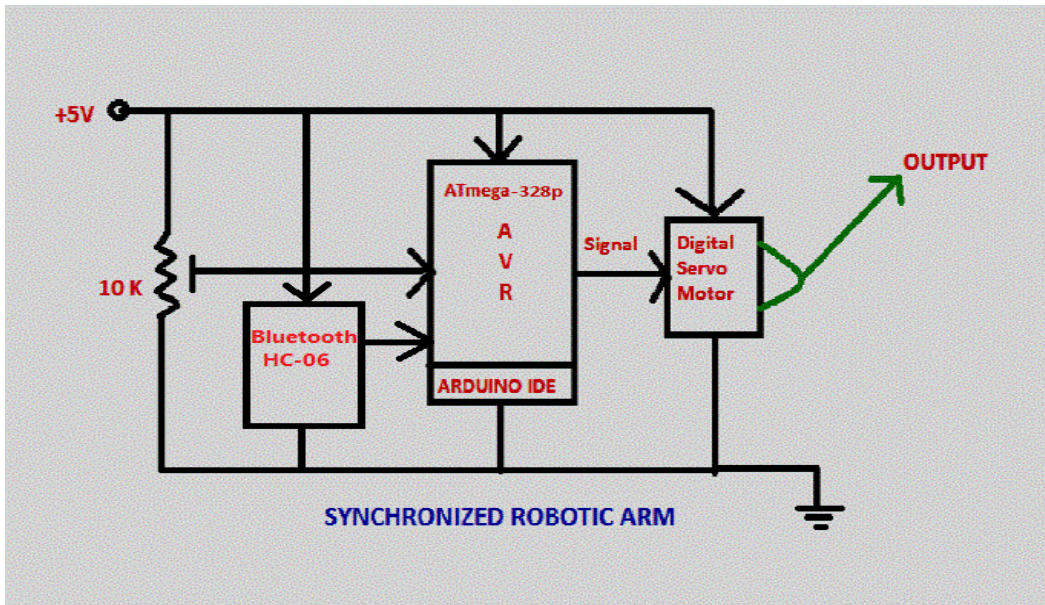 +5V
OUTPUT
ATmega-328p
A
V
R
Signal
Digital
Servo
Motor
10 K
Bluetooth
HC-06
ARDUINO IDE
SYNCHRONIZED ROBOTIC ARM